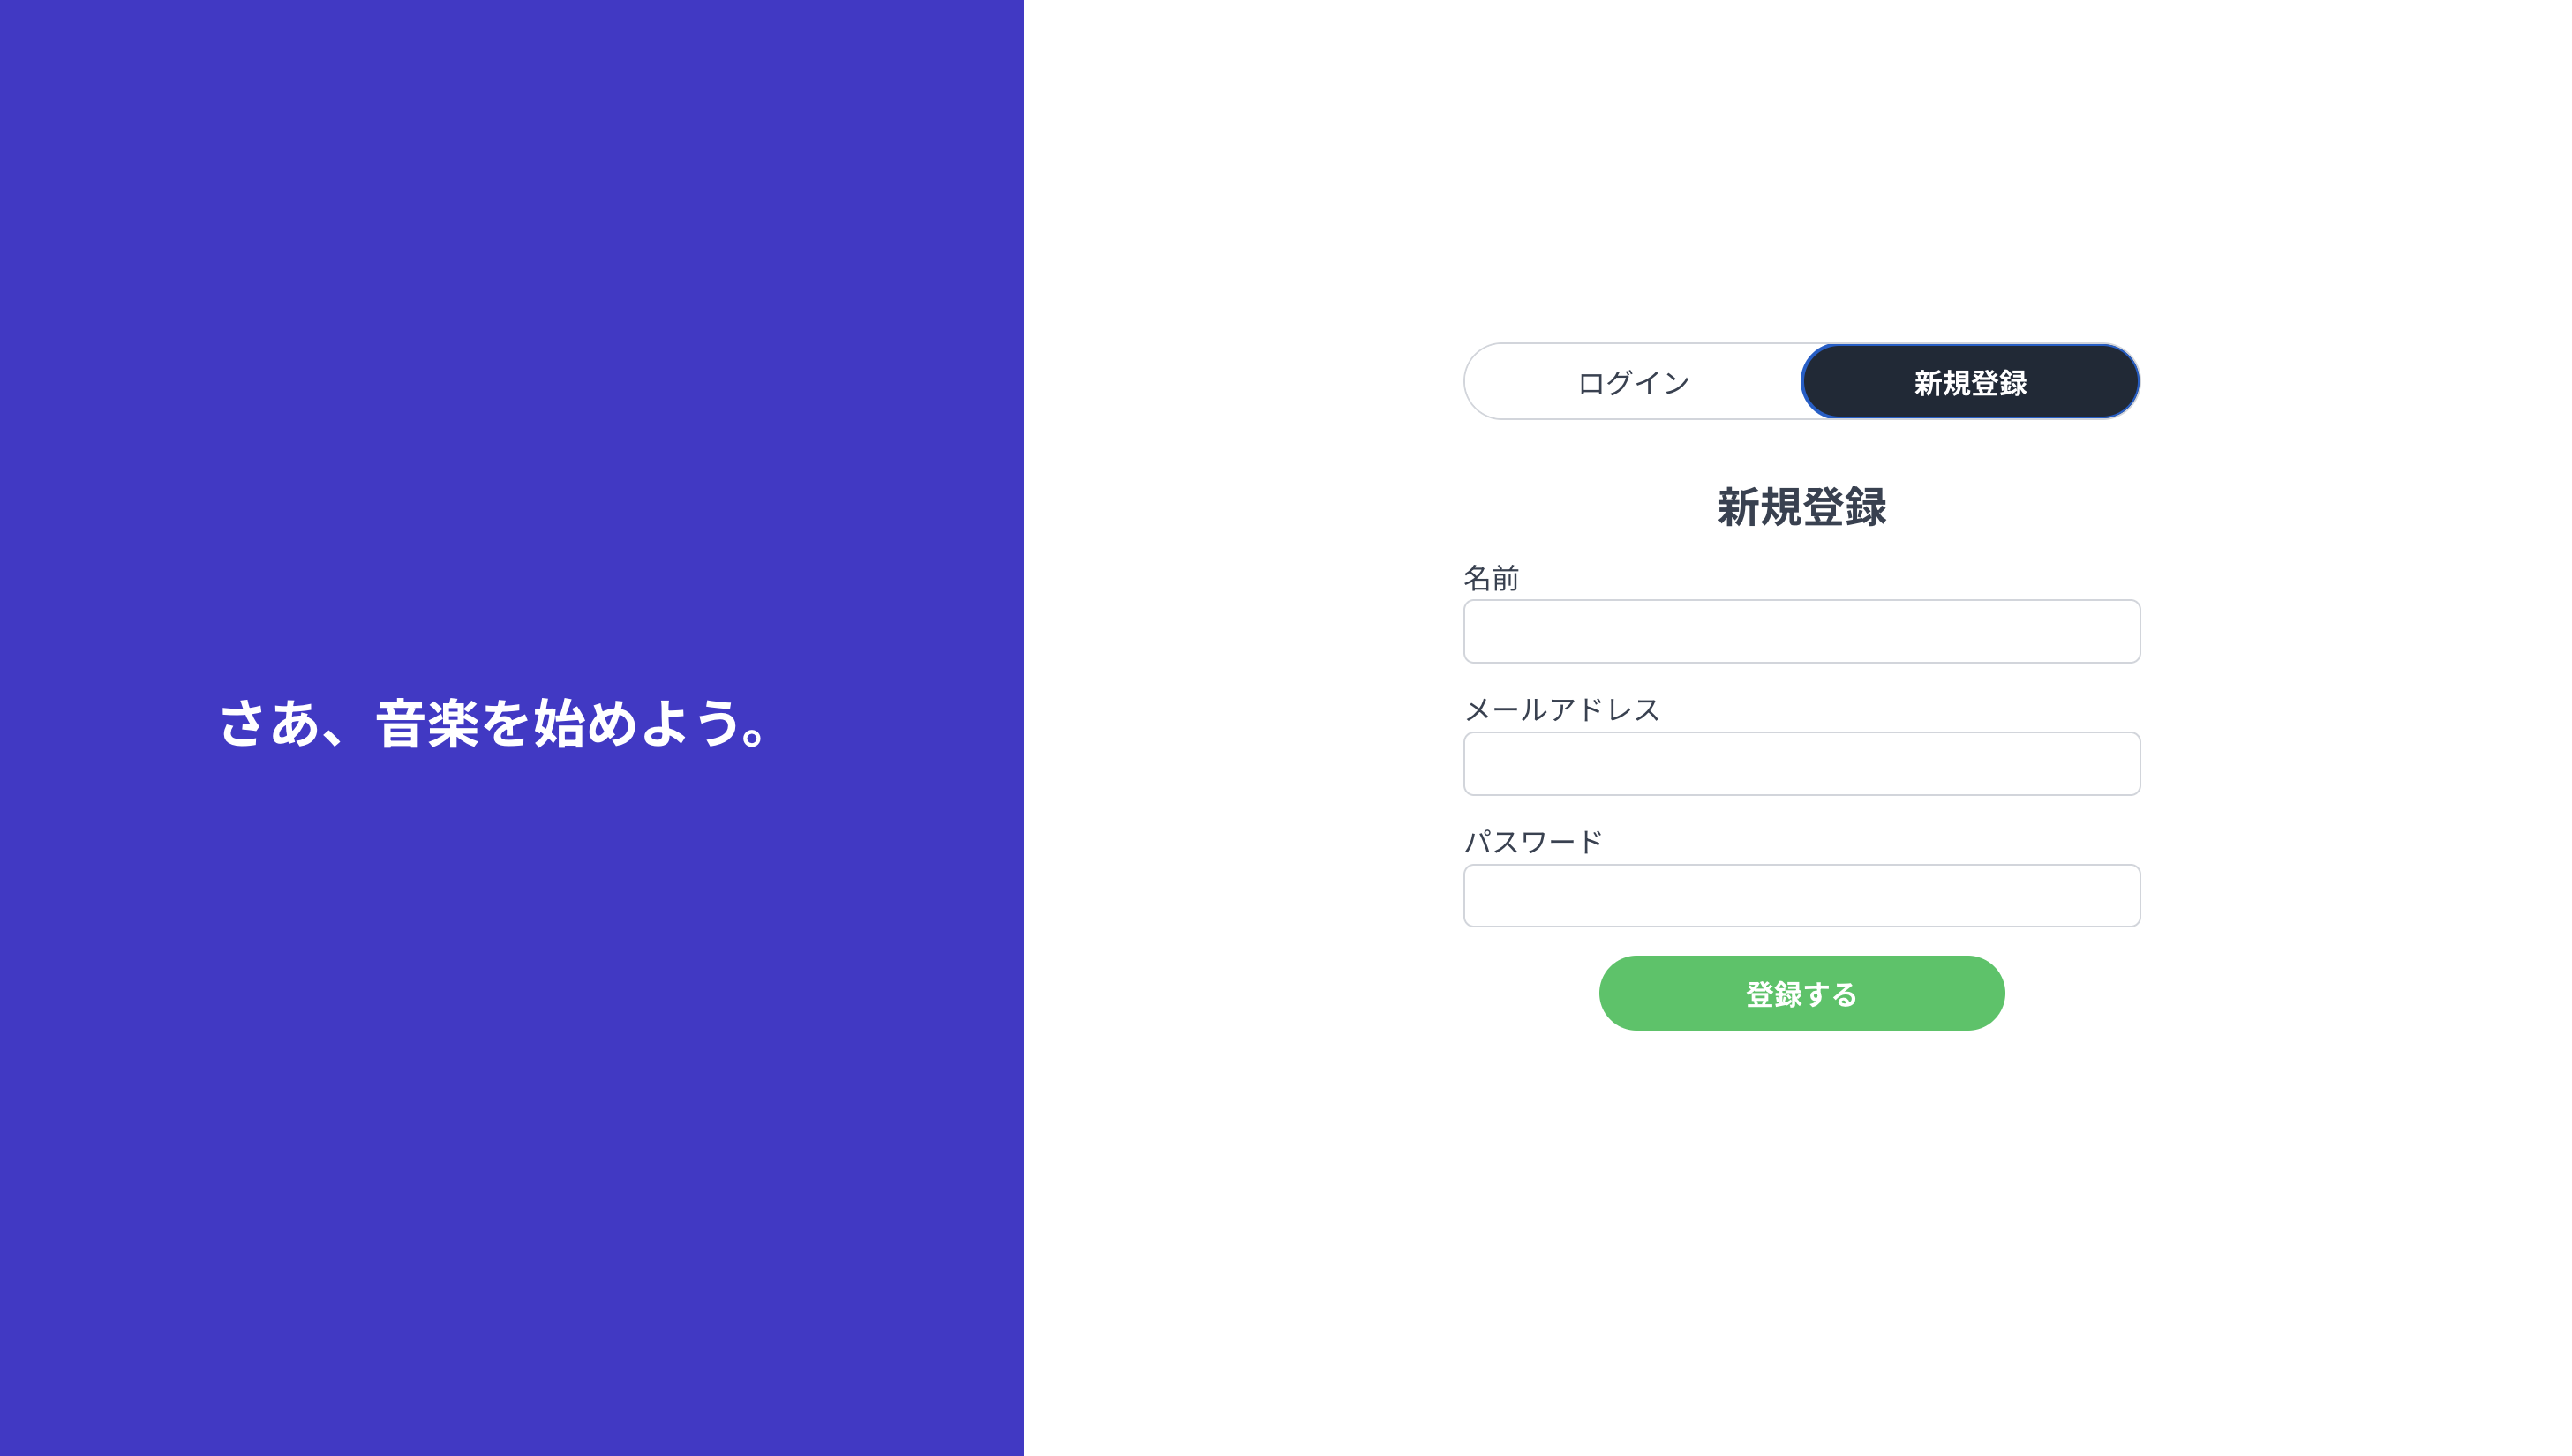 さあ、音楽を始めよう。
ログイン
新規登録
新規登録
名前
メールアドレス
パスワード
登録する